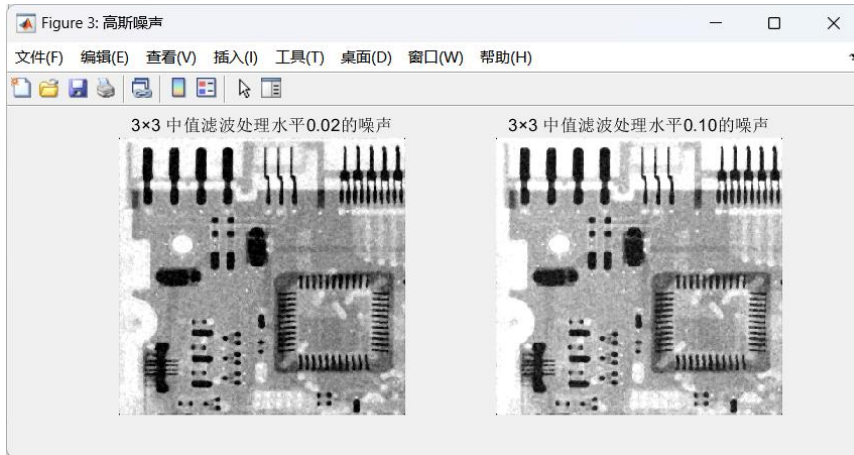 Figure 3: 高斯噪声
文件(F) 编辑(E) 查看(V) 插入(I) 工具(T) 桌面(D) 窗口(W) 帮助(H)
3×3 中值滤波处理水平0.02的噪声
3×3 中值滤波处理水平0.10的噪声